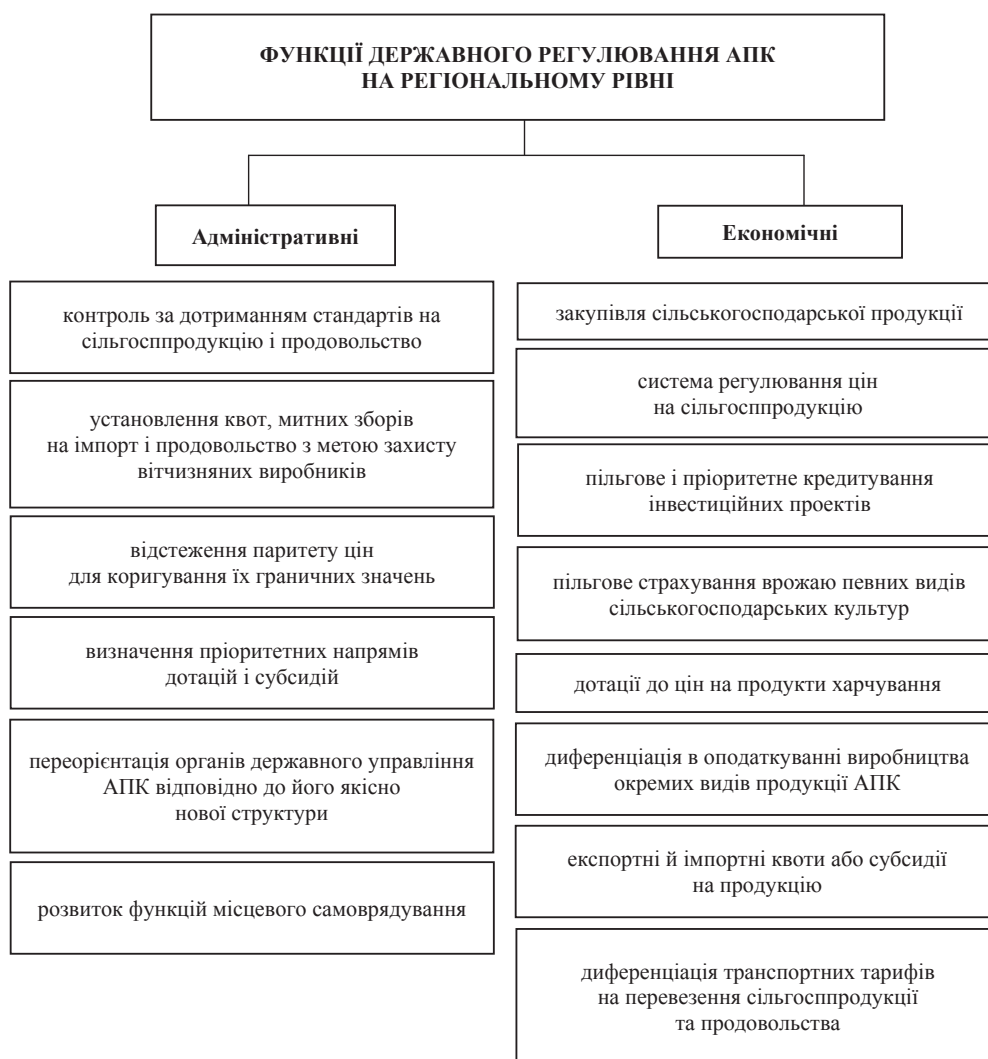 ФУНКЦІЇ ДЕРЖАВНОГО РЕГУЛЮВАННЯ АПК
НА РЕГІОНАЛЬНОМУ РІВНІ
Адміністративні
контроль за дотриманням стандартів на
сільгосппродукцію і продовольство
установлення квот, митних зборів
на імпорт і продовольство з метою захисту
вітчизняних виробників
відстеження паритету цін
для коригування їх граничних значень
визначення пріоритетних напрямів
дотацій і субсидій
переорієнтація органів державного управління
АПК відповідно до його якісно
нової структури
розвиток функцій місцевого самоврядування
Економічні
закупівля сільськогосподарської продукції
система регулювання цін
на сільгосппродукцію
пільгове і пріоритетне кредитування
інвестиційних проектів
пільгове страхування врожаю певних видів
сільськогосподарських культур
дотації до цін на продукти харчування
диференціація в оподаткуванні виробництва
окремих видів продукції АПК
експортні й імпортні квоти або субсидії
на продукцію
диференціація транспортних тарифів
на перевезення сільгосппродукції
та продовольства